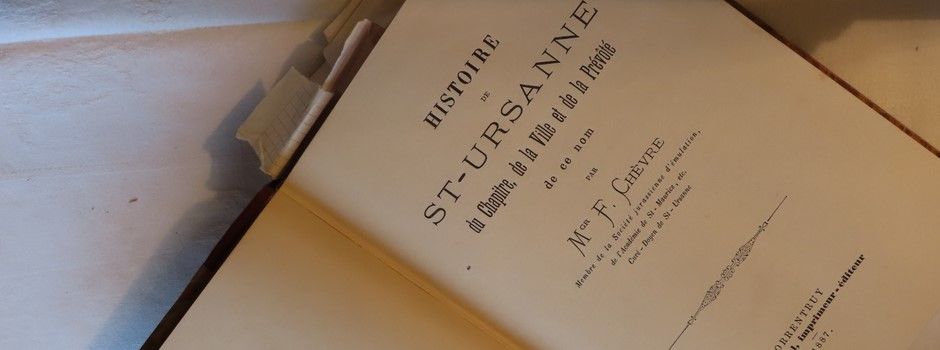 HISTOIRE
DE
ST-URSANNE
du Chapitre, de la Ville et de la Prévôté
de ce nom
PAR
Mgr F. CHÈVRE
Membre de la Société jurassienne d'émulation,
de l'Académie de St-Maurice, etc.
Curé-Doyen de St-Ursanne
ORRENTRUY
imprimeur-éditeur